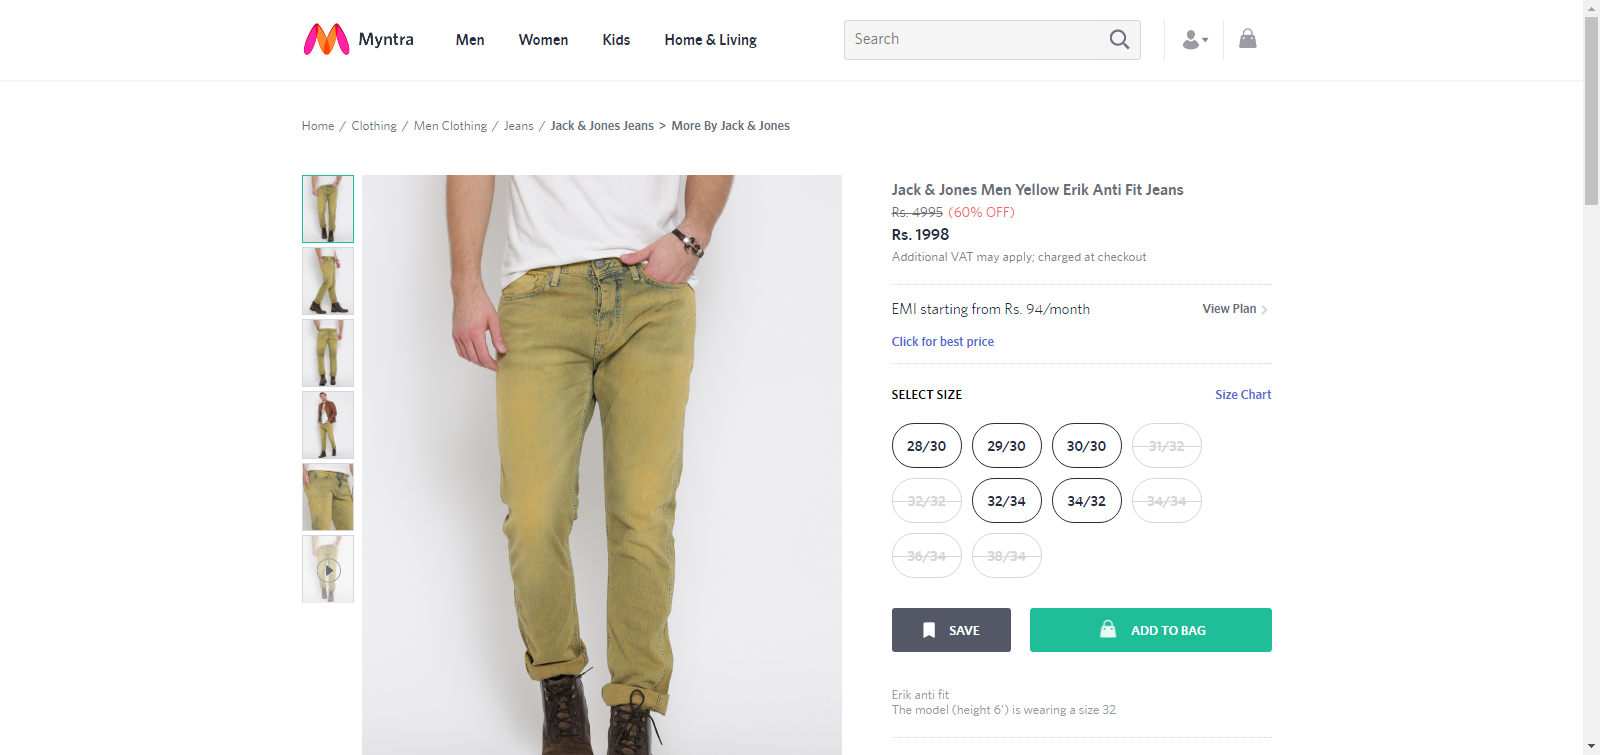 Myntra
Men
Women
Kids
Home & Living
Search
Home / Clothing / Men Clothing / Jeans / Jack & Jones Jeans > More By Jack & Jones
Jack & Jones Men Yellow Erik Anti Fit Jeans
Rs. 4995 (60% OFF)
Rs. 1998
Additional VAT may apply; charged at checkout
EMI starting from Rs. 94/month
View Plan >
Click for best price
SELECT SIZE
Size Chart
28/30 29/30 30/30 31/32
32/32 32/34 34/32 34/34
36/34 38/34
SAVE
ADD TO BAG
Erik anti fit
The model (height 6') is wearing a size 32